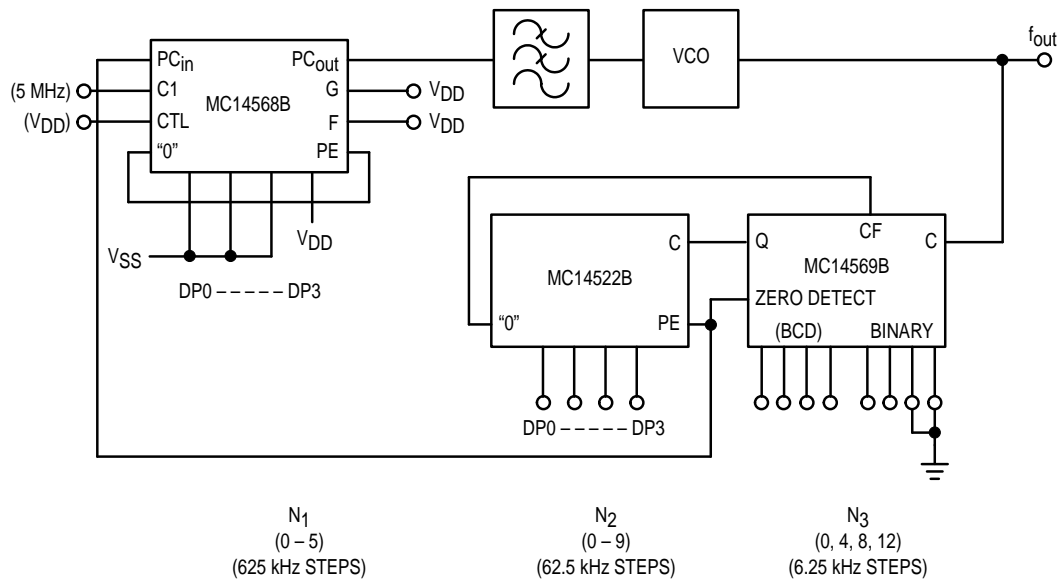 PCin
PCout
(5 MHz)
C1
MC14568B
G
VDD
(VDD)
CTL
F
VDD
"0"
PE
VSS
VDD
DP0 – – – – – DP3
VCO
fout
C
Q
CF
C
MC14522B
MC14569B
ZERO DETECT
"0"
PE
(BCD)
BINARY
DP0 – – – – – DP3
N1
(0 – 5)
(625 kHz STEPS)
N2
(0 – 9)
(62.5 kHz STEPS)
N3
(0, 4, 8, 12)
(6.25 kHz STEPS)